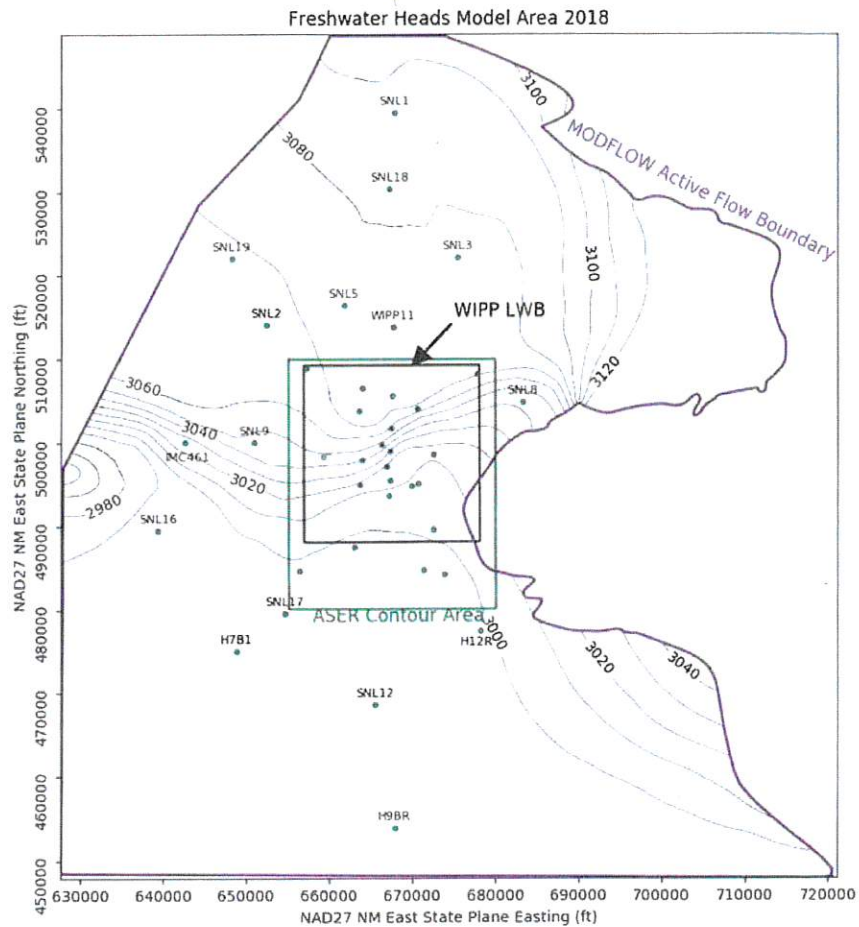 Freshwater Heads Model Area 2018
3100
SNL1
540000
MODFLOW Active Flow Boundary
3080
SNL18
530000
SNL19
SNL3
3100
520000
SNL5
SNL2
WIPP11
WIPP LWB
3120
510000
3060
SNL8
3040
SNL9
IMC461
500000
3020
2980
SNL16
490000
SNL17
ASER Contour Area
3000
480000
H7B1
H12R
3020
3040
SNL12
470000
460000
H9BR
450000
NAD27 NM East State Plane Northing (ft)
630000 640000 650000 660000 670000 680000 690000 700000 710000 720000
NAD27 NM East State Plane Easting (ft)